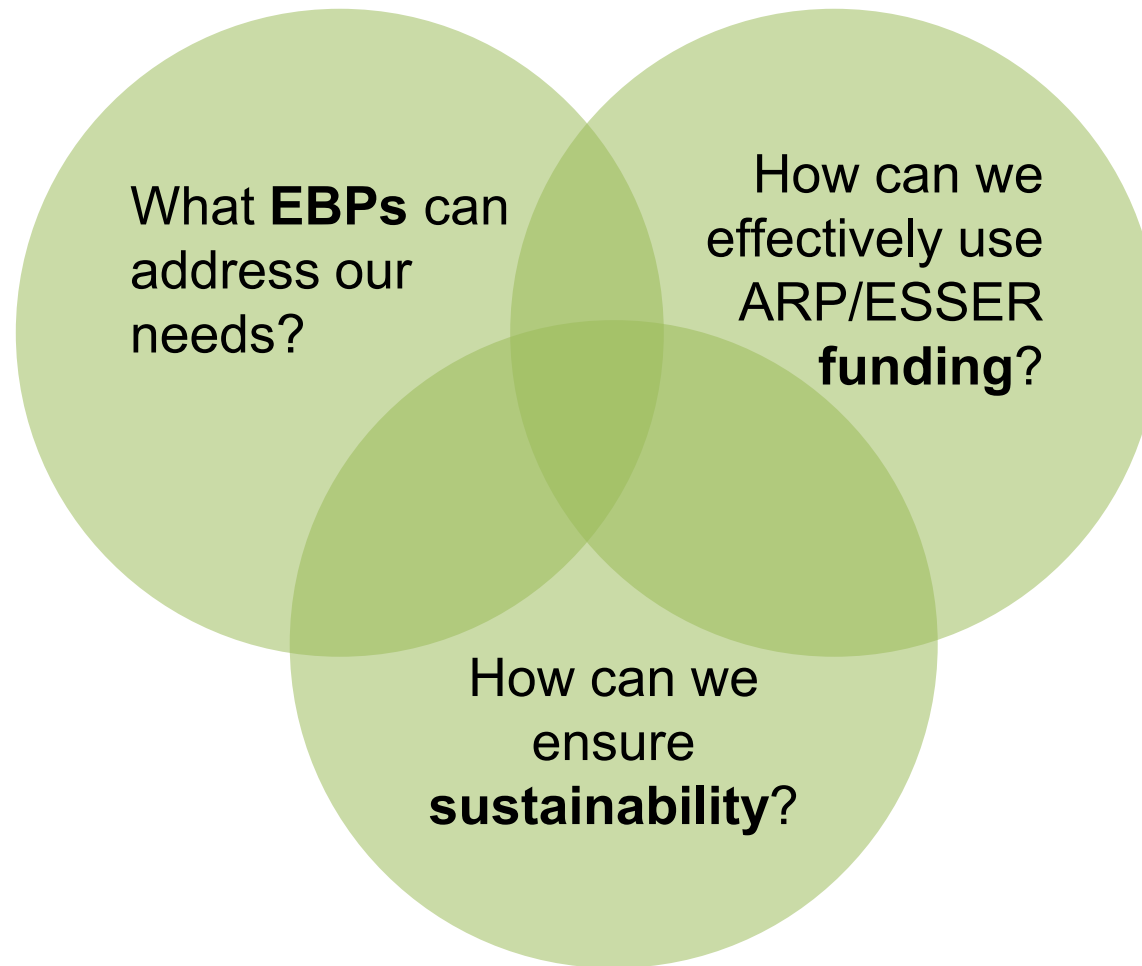 What EBPs can
address our
needs?
How can we
effectively use
ARP/ESSER
funding?
How can we
ensure
sustainability?